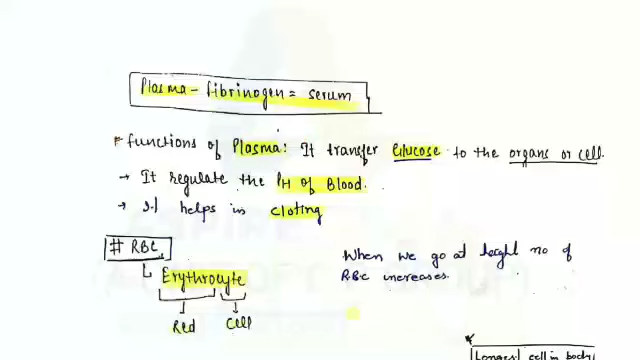 Plasma - fibrinogen = serum
* functions of Plasma: It transfer Glucose to the organs or cell.
→ It regulate the PH of Blood.
→ It helps in cloting
# RBC
↳ Erythrocyte
Red Cell
When we go at height no of
RBC increases.
Longest cell in body